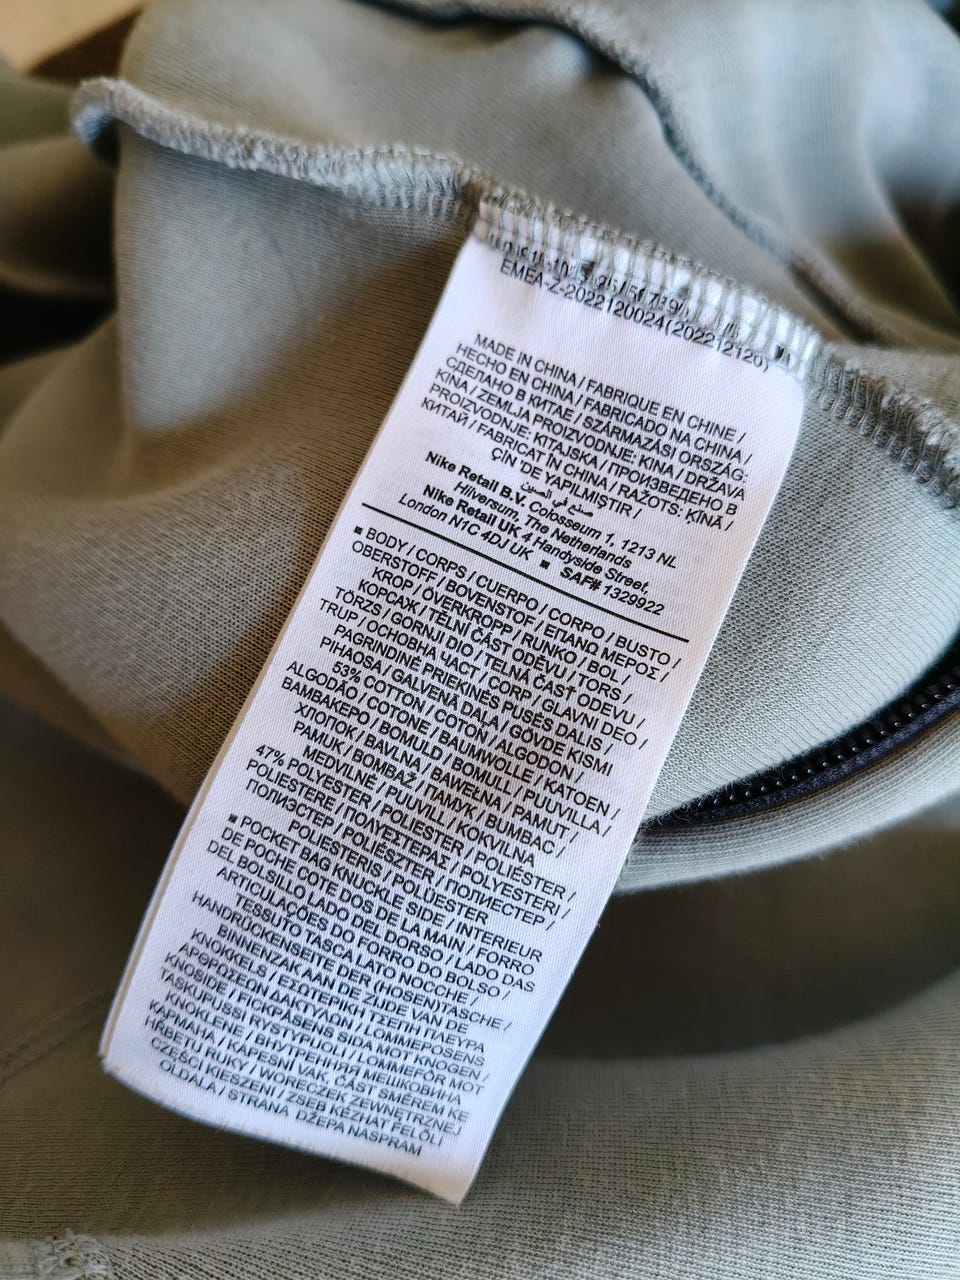 EMEA-Z-2022120024(202212120)
MADE IN CHINA / FABRIQUE EN CHINE /
HECHO EN CHINA / FABRICADO NA CHINA /
СДЕЛАНО В КИТАЕ / SZÁRMAZÁSI ORSZÁG:
KÍNA / ZEMLJA PROIZVODNJE: KINA / DRŽAVA
PROIZVODNJE: KITAJSKA / ПРОИЗВЕДЕНО В
КИТАЙ / FABRICAT ÎN CHINA / RAŽOTS: ĶĪNĀ /
ÇİN 'DE YAPILMIŞTIR /
صنع في الصين
Nike Retail B.V. Colosseum 1, 1213 NL
Hilversum, The Netherlands
Nike Retail UK 4 Handyside Street,
London N1C 4DJ UK ■ SAF# 1329922
■ BODY / CORPS / CUERPO / CORPO / BUSTO /
OBERSTOFF / BOVENSTOF / ΕΠΑΝΩ ΜΕΡΟΣ /
KROP / ÖVERKROPP / RUNKO / BOL /
КОРСАЖ / TĚLNÍ ČÁST ODĚVU / TORS /
TÖRZS / GORNJI DIO / TELNÁ ČASŤ ODEVU /
TRUP / ОСНОВНА ЧАСТ / CORP / GLAVNI DEO /
PAGRINDINĖ PRIEKINĖS PUSĖS DALIS /
PIHAOSA / GALVENĀ DAĻA / GÖVDE KISMI
53% COTTON / COTON / ALGODON /
ALGODÃO / COTONE / BAUMWOLLE / KATOEN /
ΒΑΜΒΑΚΕΡΟ / BOMULD / BOMULL / PUUVILLA /
ХЛОПОК / BAVLNA / BAWEŁNA / PAMUT /
PAMUK / BOMBAŽ / ПАМУК / BUMBAC /
MEDVILNĖ / PUUVILL / KOKVILNA
47% POLYESTER / POLIESTER / POLIÉSTER /
POLIESTERE / ΠΟΛΥΕΣΤΕΡΑΣ / POLYESTERI /
ПОЛИЭСТЕР / POLIÉSZTER / ПОЛИЕСТЕР /
POLIESTERIS / POLÜESTER
■ POCKET BAG KNUCKLE SIDE / INTERIEUR
DE POCHE COTE DOS DE LA MAIN / FORRO
DEL BOLSILLO LADO DEL DORSO / LADO DAS
ARTICULAÇÕES DO FORRO DO BOLSO /
TESSUTO TASCA LATO NOCCHE /
HANDRÜCKENSEITE DER (HOSEN)TASCHE /
BINNENZAK AAN DE ZIJDE VAN DE
KNOKKELS / ΕΣΩΤΕΡΙΚΗ ΤΣΕΠΗ ΠΛΕΥΡΑ
ΑΡΘΡΩΣΕΩΝ ΔΑΚΤΥΛΩΝ / LOMMEPOSENS
KNOSIDE / FICKPÅSENS SIDA MOT KNOGEN /
TASKUPUSSI, RYSTYPUOLI / LOMMEFÔR MOT
KNOKLENE / ВНУТРЕННЯЯ МЕШКОВИНА
КАРМАНА / KAPESNÍ VAK, ČÁST SMĚREM KE
HŘBETU RUKY / WORECZEK ZEWNĘTRZNEJ
CZĘŚCI KIESZENI / ZSEB KÉZHÁT FELŐLI
OLDALA / STRANA DŽEPA NASPRAM